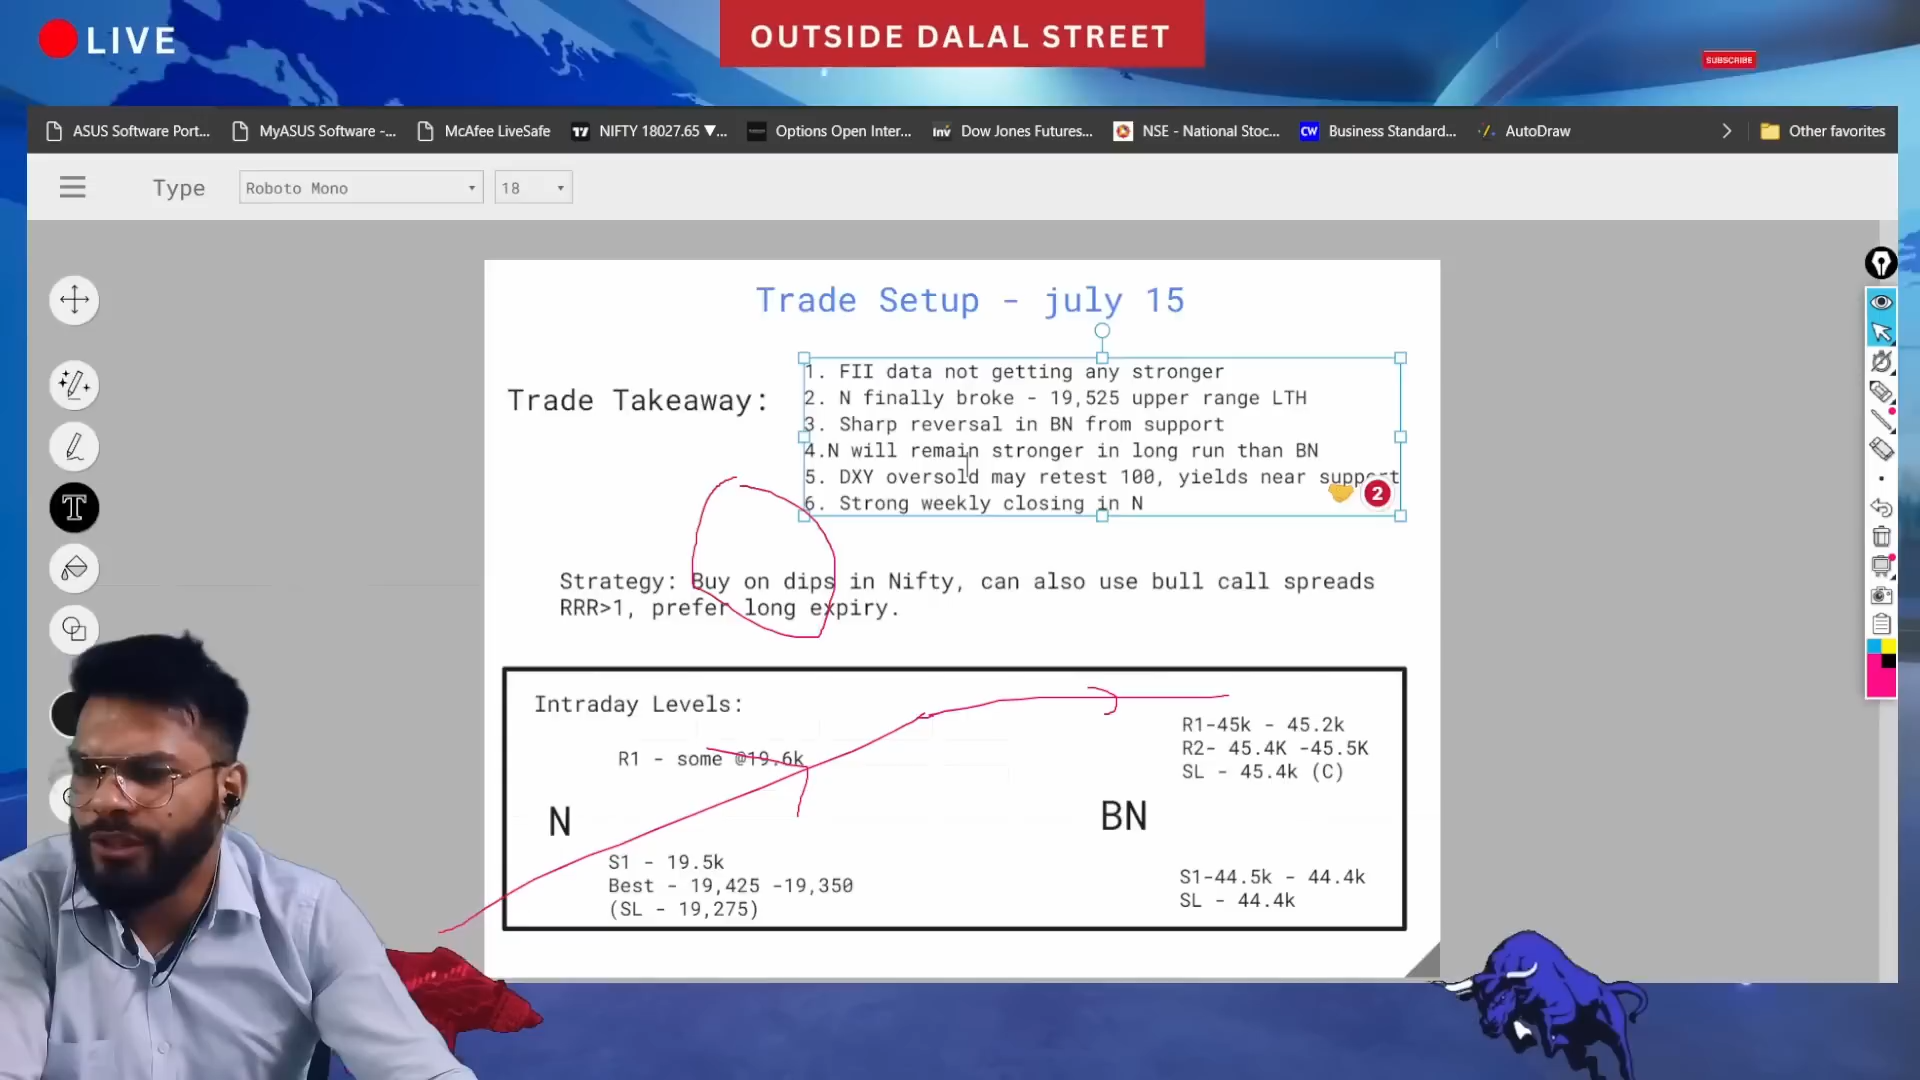 LIVE
OUTSIDE DALAL STREET
SUBSCRIBE
ASUS Software Port...
MyASUS Software -...
McAfee LiveSafe
NIFTY 18027.65 ▼...
Options Open Inter...
inv
Dow Jones Futures...
NSE - National Stoc...
CW
Business Standard...
AutoDraw
Other favorites
Type
Roboto Mono
18
T
Trade Setup - july 15
Trade Takeaway:
1. FII data not getting any stronger
2. N finally broke - 19,525 upper range LTH
3. Sharp reversal in BN from support
4.N will remain stronger in long run than BN
5. DXY oversold may retest 100, yields near support
6. Strong weekly closing in N
2
Strategy: Buy on dips in Nifty, can also use bull call spreads
RRR>1, prefer long expiry.
Intraday Levels:
R1 - some @19.6k
N
S1 - 19.5k
Best - 19,425 -19,350
(SL - 19,275)
R1-45k - 45.2k
R2- 45.4K -45.5K
SL - 45.4k (C)
BN
S1-44.5k - 44.4k
SL - 44.4k